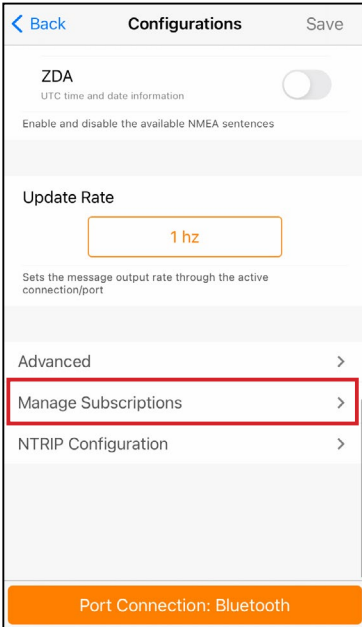 Back Configurations Save
ZDA
UTC time and date information
Enable and disable the available NMEA sentences
Update Rate
1 hz
Sets the message output rate through the active
connection/port
Advanced
Manage Subscriptions
NTRIP Configuration
Port Connection: Bluetooth